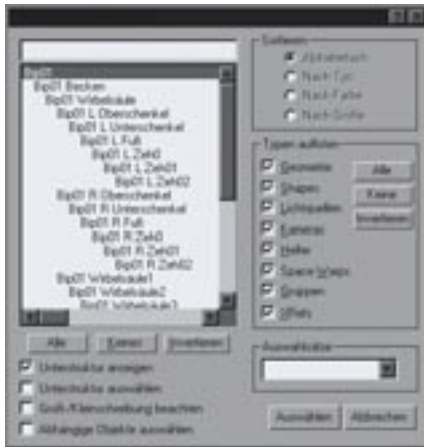 Bip01
Bip01 Becken
Bip01 Wirbelsäule
Bip01 L Oberschenkel
Bip01 L Unterschenkel
Bip01 L Fuß
Bip01 L Zeh0
Bip01 L Zeh01
Bip01 L Zeh02
Bip01 R Oberschenkel
Bip01 R Unterschenkel
Bip01 R Fuß
Bip01 R Zeh0
Bip01 R Zeh01
Bip01 R Zeh02
Bip01 Wirbelsäule1
Bip01 Wirbelsäule2
Bip01 Wirbelsäule3
Alle Keines Invertieren
Unterstruktur anzeigen
Unterstruktur auswählen
Groß-/Kleinschreibung beachten
Abhängige Objekte auswählen
Sortieren
Alphabetisch
Nach Typ
Nach Farbe
Nach Größe
Typen auflisten
Geometrie
Shapes
Lichtquellen
Kameras
Helfer
Space Warps
Gruppen
XRefs
Alle
Keine
Invertieren
Auswahlsätze
Auswählen Abbrechen